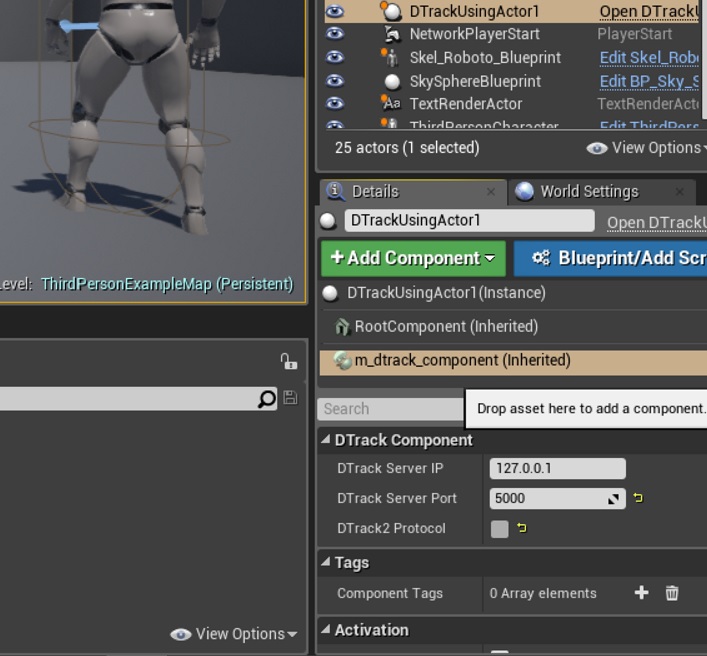 DTrackUsingActor1 Open DTrackU
NetworkPlayerStart PlayerStart
Skel_Roboto_Blueprint Edit Skel_Robo
SkySphereBlueprint Edit BP_Sky_S
TextRenderActor TextRenderActo
ThirdPersonCharacter Edit ThirdPers
25 actors (1 selected) View Options
Details World Settings
DTrackUsingActor1 Open DTrackU
+Add Component Blueprint/Add Scr
evel: ThirdPersonExampleMap (Persistent)
DTrackUsingActor1(Instance)
RootComponent (Inherited)
m_dtrack_component (Inherited)
Search
Drop asset here to add a component.
DTrack Component
DTrack Server IP 127.0.0.1
DTrack Server Port 5000
DTrack2 Protocol
Tags
Component Tags 0 Array elements
Activation
View Options